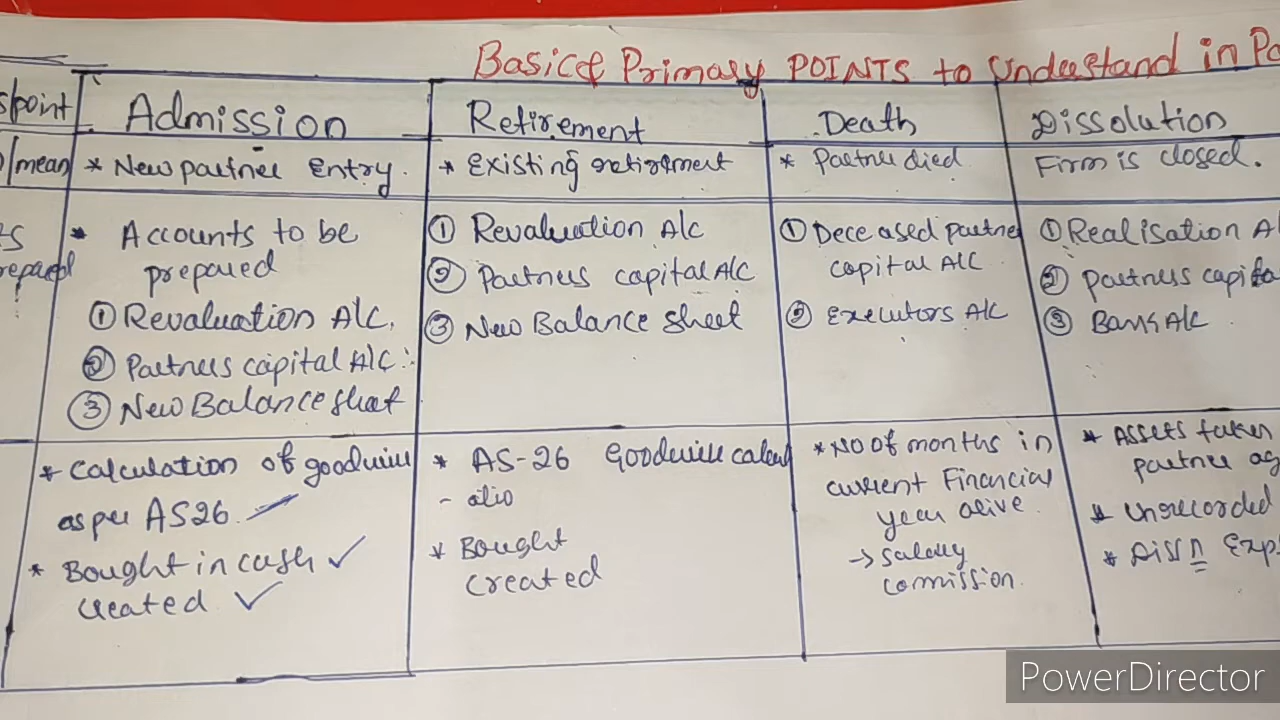 Basic & Primary POINTS to Understand in Pa
s/point
Admission
Retirement
Death
Dissolution
/mean
* New partner Entry.
* Existing retirement
* Partner died
Firm is closed.
* Accounts to be
prepared
① Revaluation A/c.
② Partners capital A/c.
③ New Balance sheet
① Revaluation A/c
② Partners capital A/c
③ New Balance sheet
① Deceased partner
capital A/c
② Executors A/c
① Realisation A/
② Partners capita
③ Bank A/c
* Calculation of goodwill
as per AS26
* Bought in cash ✓
created ✓
* AS-26 Goodwill calcul
* Bought
created
* No of months in
current Financial
year alive
→ salary
commission
* Assets taken
partner ag
* Unrecorded
* Diss n Exp
PowerDirector